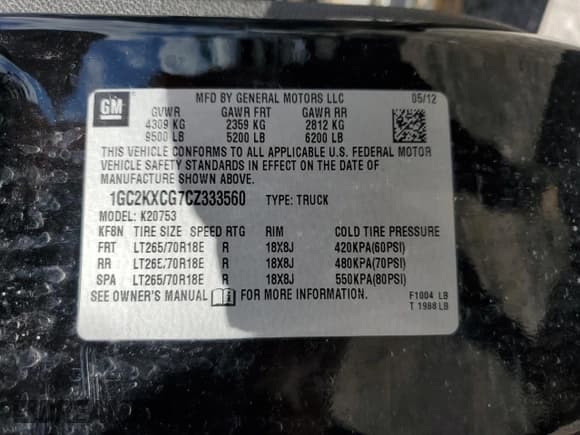 GM
MFD BY GENERAL MOTORS LLC 05/12
GVWR GAWR FRT GAWR RR
4309 KG 2359 KG 2812 KG
9500 LB 5200 LB 6200 LB
THIS VEHICLE CONFORMS TO ALL APPLICABLE U.S. FEDERAL MOTOR
VEHICLE SAFETY STANDARDS IN EFFECT ON THE DATE OF
MANUFACTURE SHOWN ABOVE.
1GC2KXCG7CZ333560 TYPE: TRUCK
MODEL: K20753
KF8N TIRE SIZE SPEED RTG RIM COLD TIRE PRESSURE
FRT LT265/70R18E R 18X8J 420KPA(60PSI)
RR LT265/70R18E R 18X8J 480KPA(70PSI)
SPA LT265/70R18E R 18X8J 550KPA(80PSI)
SEE OWNER'S MANUAL FOR MORE INFORMATION. F1004 LB
T 1988 LB